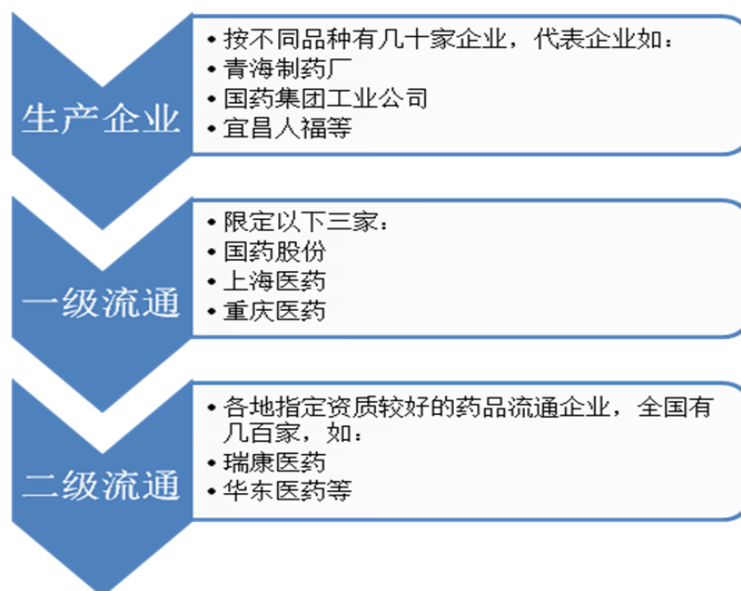 生产企业
• 按不同品种有几十家企业，代表企业如：
• 青海制药厂
• 国药集团工业公司
• 宜昌人福等
一级流通
• 限定以下三家：
• 国药股份
• 上海医药
• 重庆医药
二级流通
• 各地指定资质较好的药品流通企业，全国有
几百家，如：
• 瑞康医药
• 华东医药等